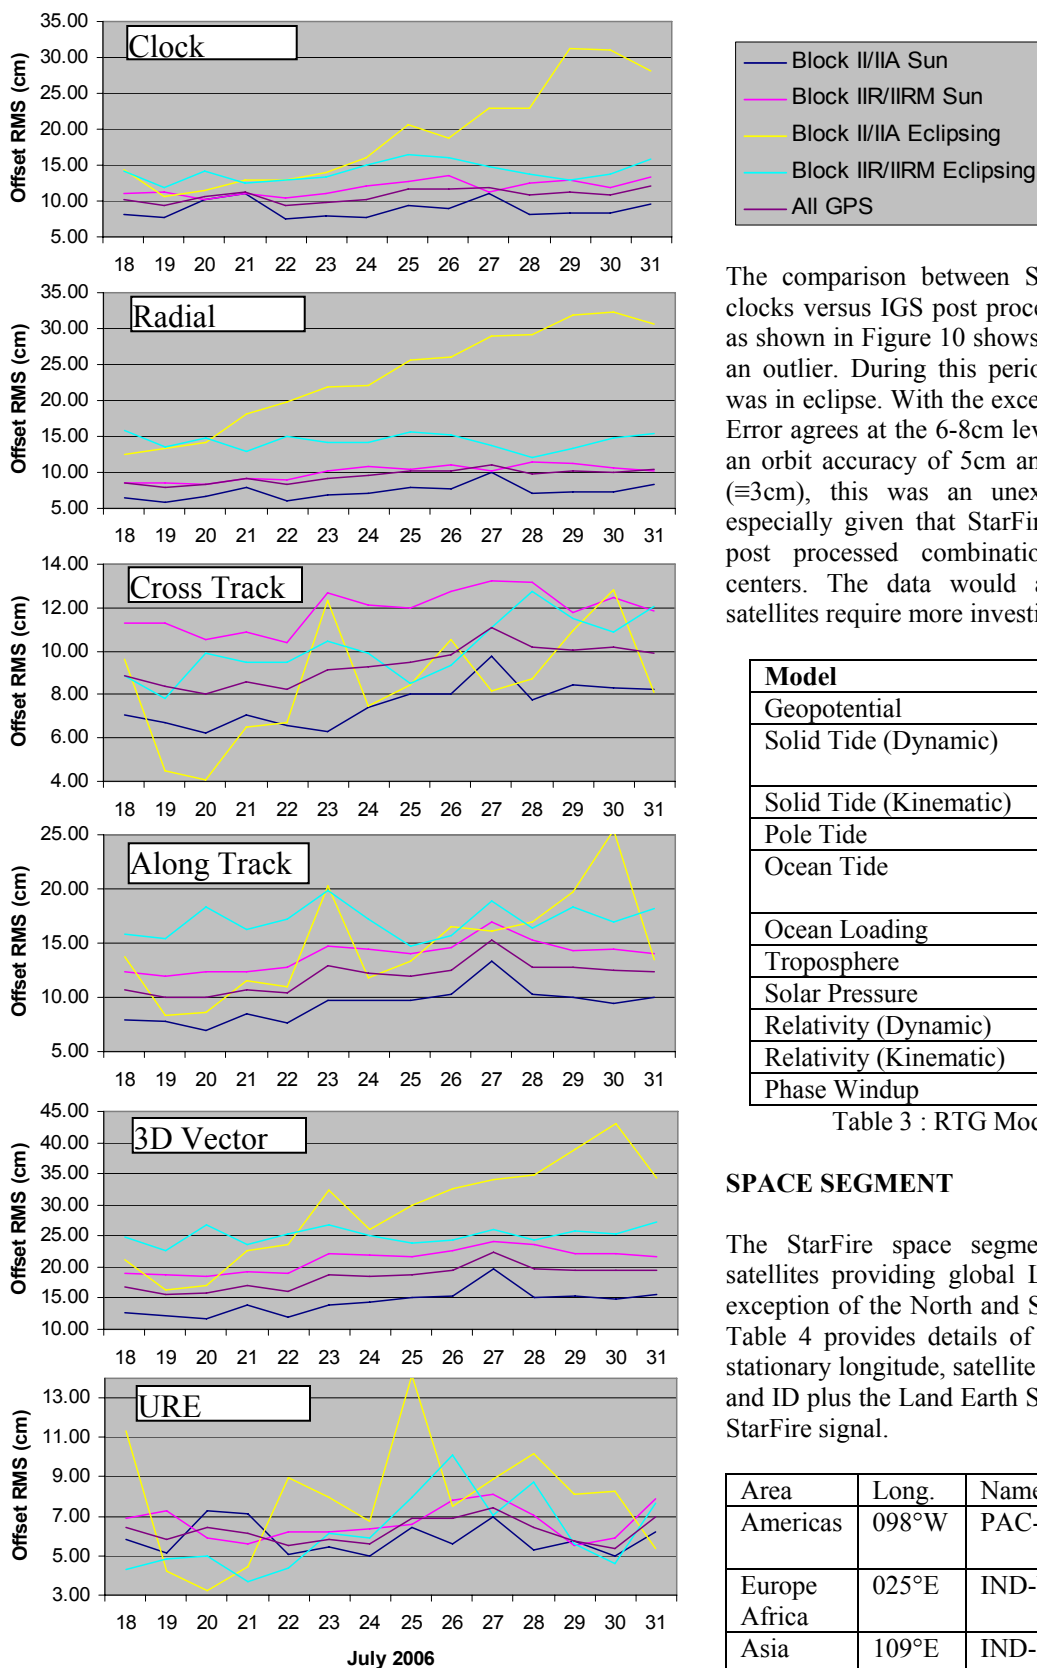 35.00
30.00
25.00
20.00
15.00
10.00
5.00
Offset RMS (cm)
Clock
18 19 20 21 22 23 24 25 26 27 28 29 30 31
35.00
30.00
25.00
20.00
15.00
10.00
5.00
Offset RMS (cm)
Radial
18 19 20 21 22 23 24 25 26 27 28 29 30 31
14.00
12.00
10.00
8.00
6.00
4.00
Offset RMS (cm)
Cross Track
18 19 20 21 22 23 24 25 26 27 28 29 30 31
25.00
20.00
15.00
10.00
5.00
Offset RMS (cm)
Along Track
18 19 20 21 22 23 24 25 26 27 28 29 30 31
45.00
40.00
35.00
30.00
25.00
20.00
15.00
10.00
Offset RMS (cm)
3D Vector
18 19 20 21 22 23 24 25 26 27 28 29 30 31
13.00
11.00
9.00
7.00
5.00
3.00
Offset RMS (cm)
URE
18 19 20 21 22 23 24 25 26 27 28 29 30 31
July 2006
Block II/IIA Sun
Block IIR/IIRM Sun
Block II/IIA Eclipsing
Block IIR/IIRM Eclipsing
All GPS
The comparison between S
clocks versus IGS post proce
as shown in Figure 10 shows
an outlier. During this perio
was in eclipse. With the exce
Error agrees at the 6-8cm lev
an orbit accuracy of 5cm an
(≡3cm), this was an unex
especially given that StarFir
post processed combinatio
centers. The data would a
satellites require more investi
Model
Geopotential
Solid Tide (Dynamic)
Solid Tide (Kinematic)
Pole Tide
Ocean Tide
Ocean Loading
Troposphere
Solar Pressure
Relativity (Dynamic)
Relativity (Kinematic)
Phase Windup
Table 3 : RTG Mod
SPACE SEGMENT
The StarFire space segme
satellites providing global L
exception of the North and S
Table 4 provides details of
stationary longitude, satellite
and ID plus the Land Earth S
StarFire signal.
Area Long. Name
Americas 098°W PAC-
Europe 025°E IND-
Africa
Asia 109°E IND-